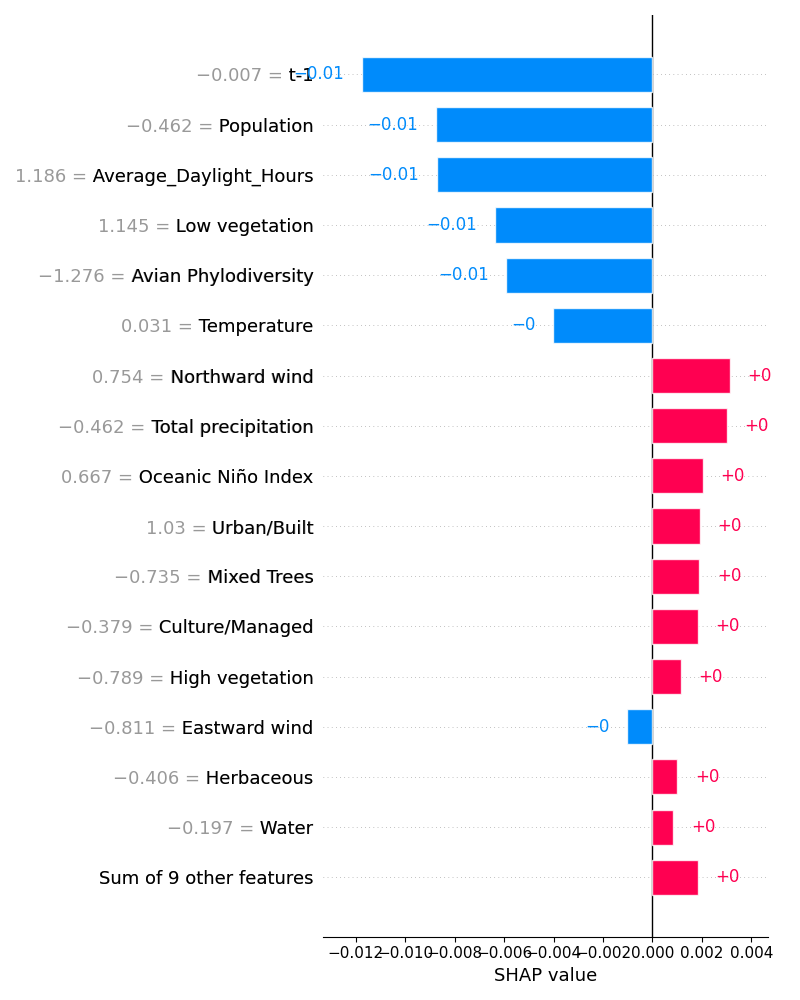 −0.007 = t-1 −0.01
−0.462 = Population −0.01
1.186 = Average_Daylight_Hours −0.01
1.145 = Low vegetation −0.01
−1.276 = Avian Phylodiversity −0.01
0.031 = Temperature −0
0.754 = Northward wind +0
−0.462 = Total precipitation +0
0.667 = Oceanic Niño Index +0
1.03 = Urban/Built +0
−0.735 = Mixed Trees +0
−0.379 = Culture/Managed +0
−0.789 = High vegetation +0
−0.811 = Eastward wind −0
−0.406 = Herbaceous +0
−0.197 = Water +0
Sum of 9 other features +0
−0.012 −0.010 −0.008 −0.006 −0.004 −0.002 0.000 0.002 0.004
SHAP value